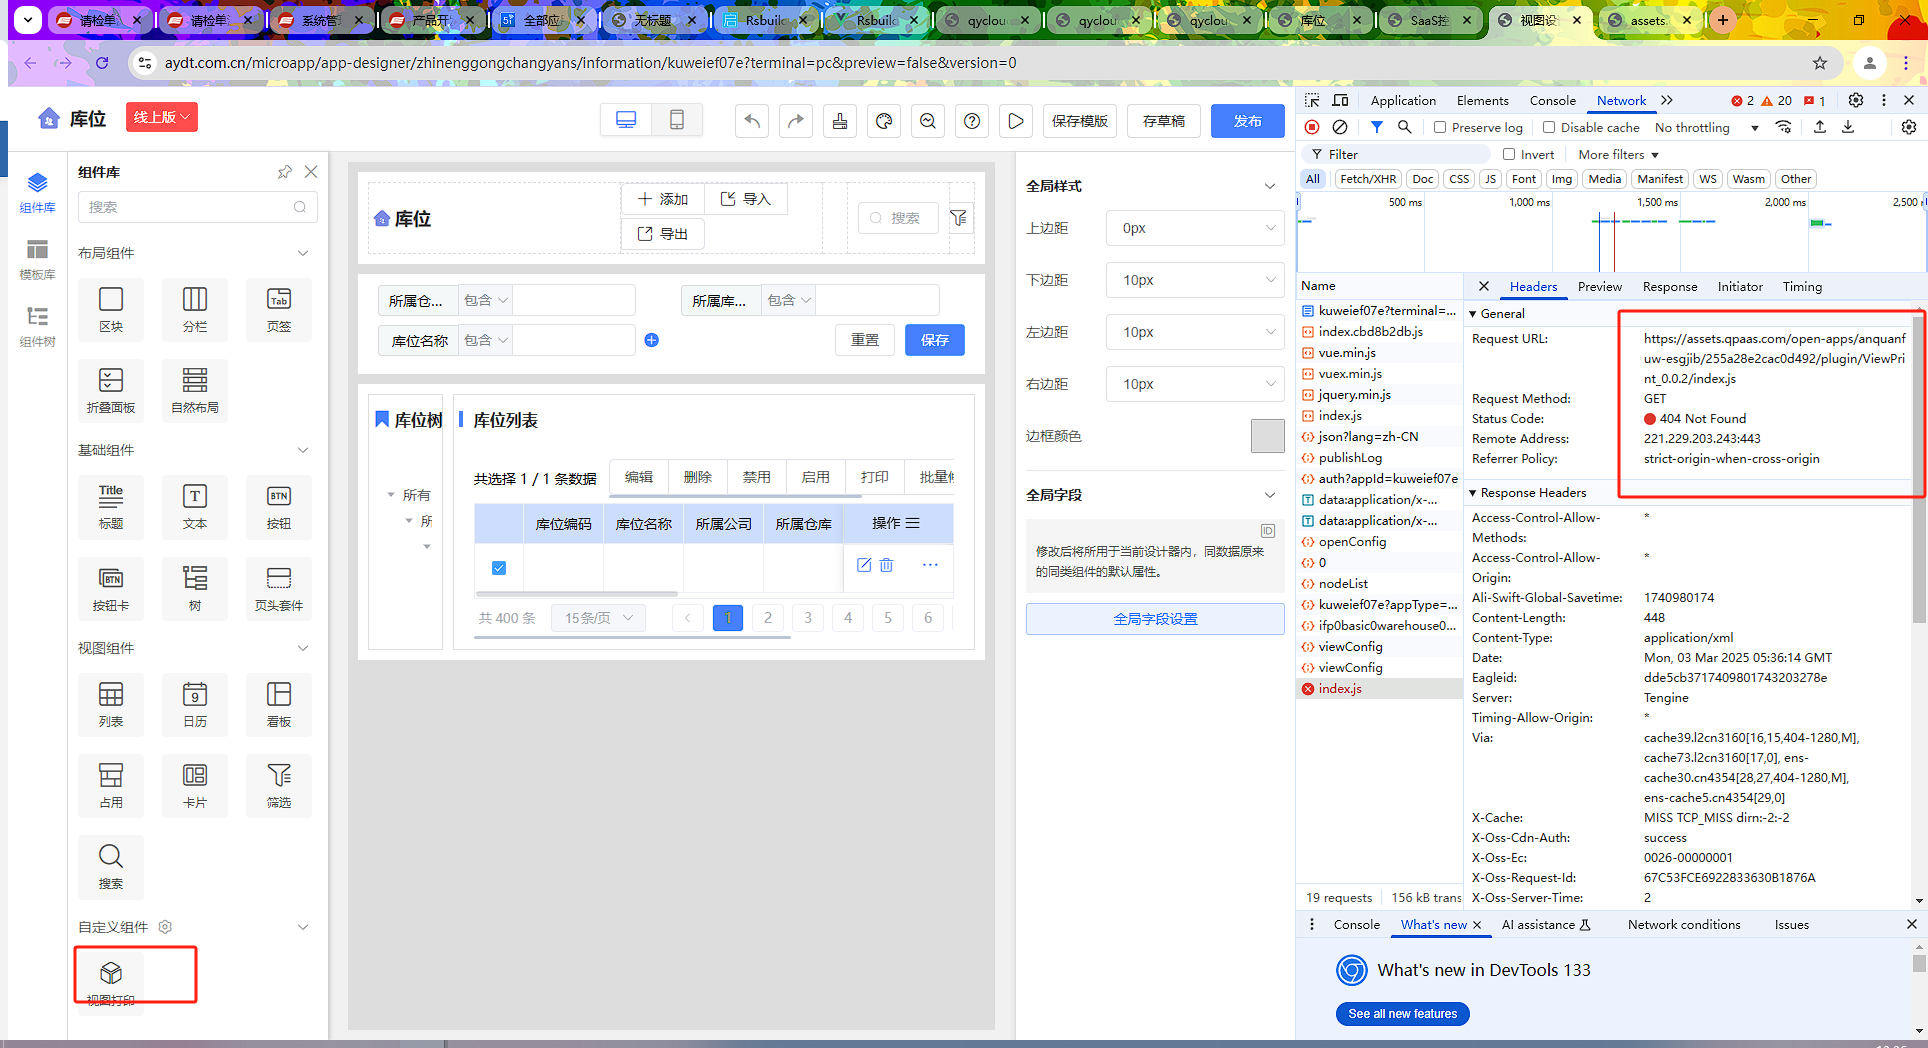 请检单
请检单
系统管
产品开
全部应
无标题
Rsbuild
Rsbuild
qyclou
qyclou
qyclou
库位
SaaS控
视图设
assets.
aydt.com.cn/microapp/app-designer/zhinenggongchangyans/information/kuweief07e?terminal=pc&preview=false&version=0
库位
线上版
保存模版
存草稿
发布
组件库
模板库
组件树
组件库
搜索
布局组件
区块
分栏
Tab
页签
折叠面板
自然布局
基础组件
Title
标题
T
文本
BTN
按钮
BTN
按钮卡
树
页头套件
视图组件
列表
9
日历
看板
占用
卡片
筛选
搜索
自定义组件
视图打印
库位
添加
导入
导出
搜索
所属仓...
包含
所属库...
包含
库位名称
包含
重置
保存
库位树
所有
所
库位列表
共选择 1 / 1 条数据
编辑
删除
禁用
启用
打印
批量修
库位编码
库位名称
所属公司
所属仓库
操作
共 400 条
15条/页
1
2
3
4
5
6
全局样式
上边距
0px
下边距
10px
左边距
10px
右边距
10px
边框颜色
全局字段
ID
修改后将所用于当前设计器内，同数据原来
的同类组件的默认属性。
全局字段设置
Application
Elements
Console
Network
2
20
1
Preserve log
Disable cache
No throttling
Filter
Invert
More filters
All
Fetch/XHR
Doc
CSS
JS
Font
Img
Media
Manifest
WS
Wasm
Other
500 ms
1,000 ms
1,500 ms
2,000 ms
2,500
Name
kuweief07e?terminal=...
index.cbd8b2db.js
vue.min.js
vuex.min.js
jquery.min.js
index.js
json?lang=zh-CN
publishLog
auth?appId=kuweief07e
data:application/x-...
data:application/x-...
openConfig
0
nodeList
kuweief07e?appType=...
ifp0basic0warehouse0...
viewConfig
viewConfig
index.js
19 requests
156 kB trans
Headers
Preview
Response
Initiator
Timing
General
Request URL:
https://assets.qpaas.com/open-apps/anquanf
uw-esgjib/255a28e2cac0d492/plugin/ViewPri
nt_0.0.2/index.js
Request Method:
GET
Status Code:
404 Not Found
Remote Address:
221.229.203.243:443
Referrer Policy:
strict-origin-when-cross-origin
Response Headers
Access-Control-Allow-
Methods:
*
Access-Control-Allow-
Origin:
*
Ali-Swift-Global-Savetime:
1740980174
Content-Length:
448
Content-Type:
application/xml
Date:
Mon, 03 Mar 2025 05:36:14 GMT
Eagleid:
dde5cb3717409801743203278e
Server:
Tengine
Timing-Allow-Origin:
*
Via:
cache39.l2cn3160[16,15,404-1280,M],
cache73.l2cn3160[17,0], ens-
cache30.cn4354[28,27,404-1280,M],
ens-cache5.cn4354[29,0]
X-Cache:
MISS TCP_MISS dirn:-2:-2
X-Oss-Cdn-Auth:
success
X-Oss-Ec:
0026-00000001
X-Oss-Request-Id:
67C53FCE6922833630B1876A
X-Oss-Server-Time:
2
Console
What's new
AI assistance
Network conditions
Issues
What's new in DevTools 133
See all new features